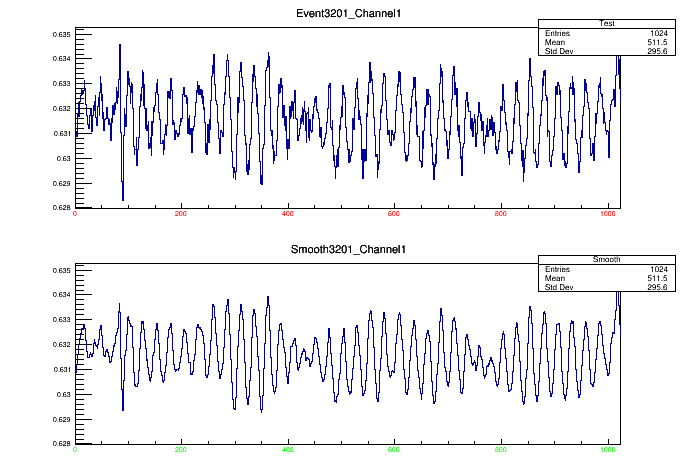 Event3201_Channel1
Test
Entries 1024
Mean 511.5
Std Dev 295.6
0.635
0.634
0.633
0.632
0.631
0.63
0.629
0.628
0 200 400 600 800 1000
Smooth3201_Channel1
Smooth
Entries 1024
Mean 511.5
Std Dev 295.6
0.635
0.634
0.633
0.632
0.631
0.63
0.629
0.628
0 200 400 600 800 1000